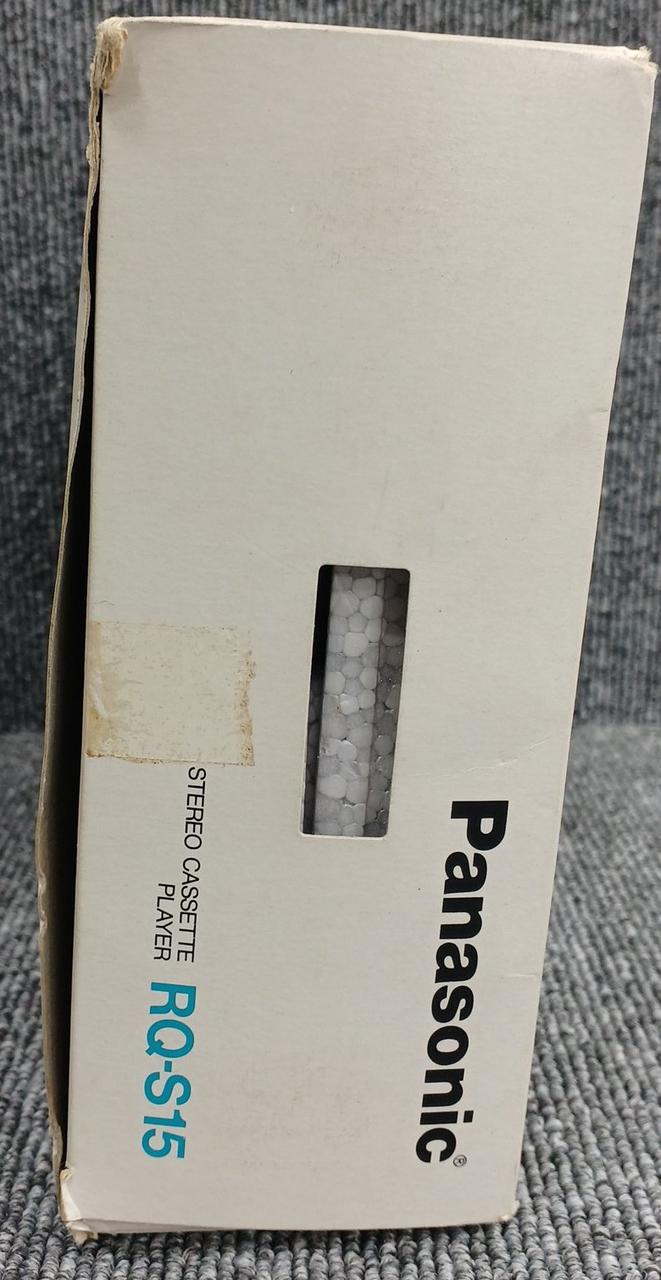 Panasonic®
STEREO CASSETTE
PLAYER
RQ-S15